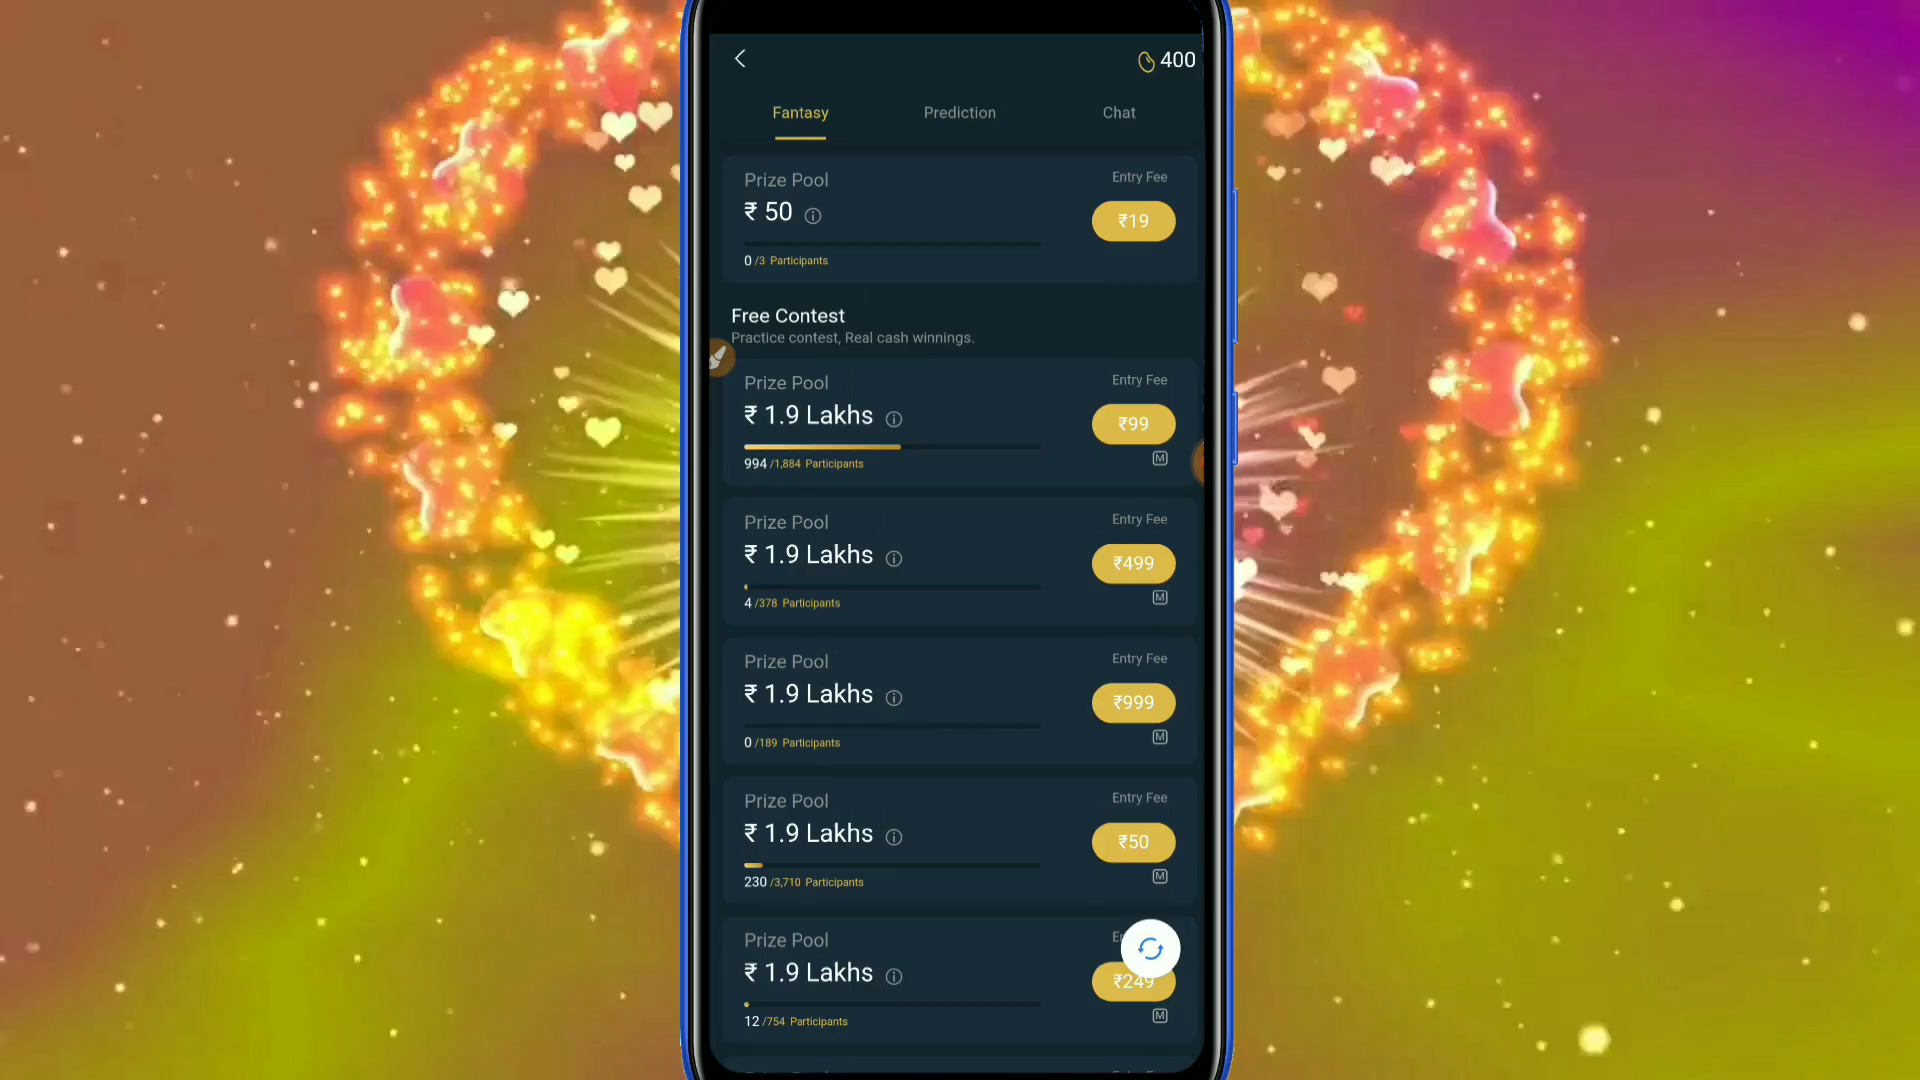 400
Fantasy Prediction Chat
Prize Pool Entry Fee
₹ 50 ₹19
0 /3 Participants
Free Contest
Practice contest, Real cash winnings.
Prize Pool Entry Fee
₹ 1.9 Lakhs ₹99
994 /1,884 Participants M
Prize Pool Entry Fee
₹ 1.9 Lakhs ₹499
4 /378 Participants M
Prize Pool Entry Fee
₹ 1.9 Lakhs ₹999
0 /189 Participants M
Prize Pool Entry Fee
₹ 1.9 Lakhs ₹50
230 /3,710 Participants M
Prize Pool
₹ 1.9 Lakhs ₹249
12 /754 Participants M